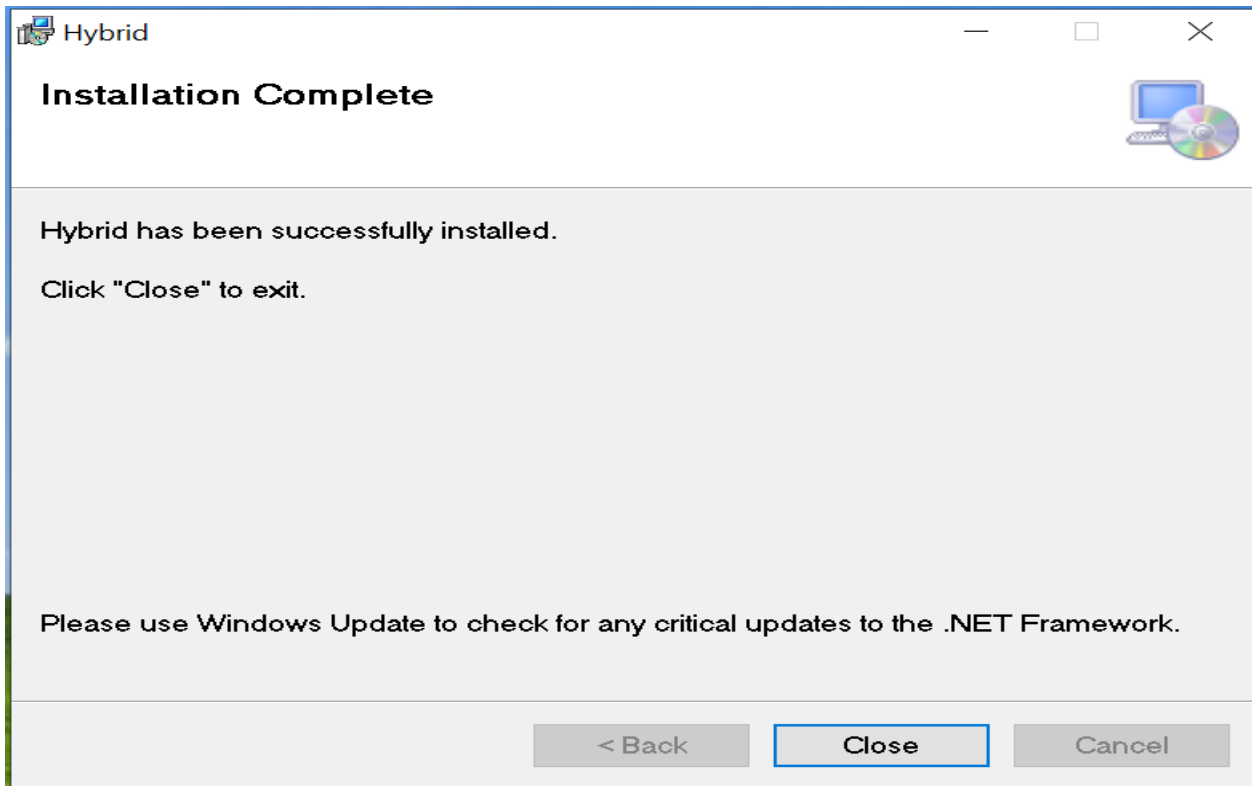 Hybrid
Installation Complete
Hybrid has been successfully installed.
Click "Close" to exit.
Please use Windows Update to check for any critical updates to the .NET Framework.
< Back
Close
Cancel